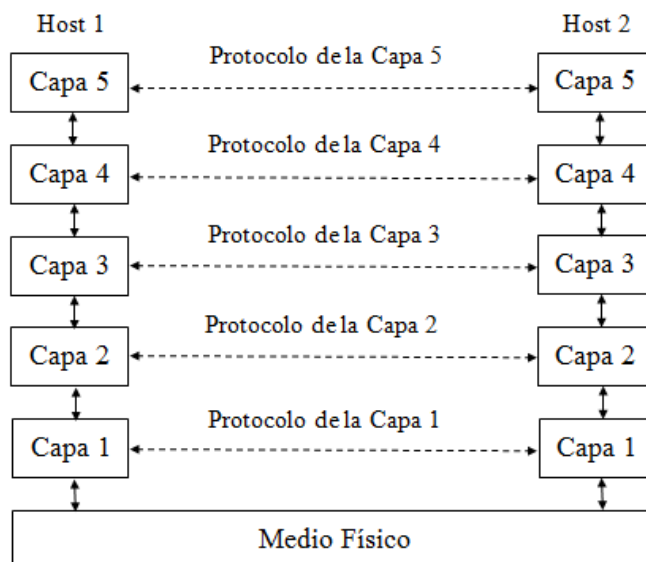 Host 1
Host 2
Protocolo de la Capa 5
Capa 5
Capa 5
Protocolo de la Capa 4
Capa 4
Capa 4
Protocolo de la Capa 3
Capa 3
Capa 3
Protocolo de la Capa 2
Capa 2
Capa 2
Protocolo de la Capa 1
Capa 1
Capa 1
Medio Físico